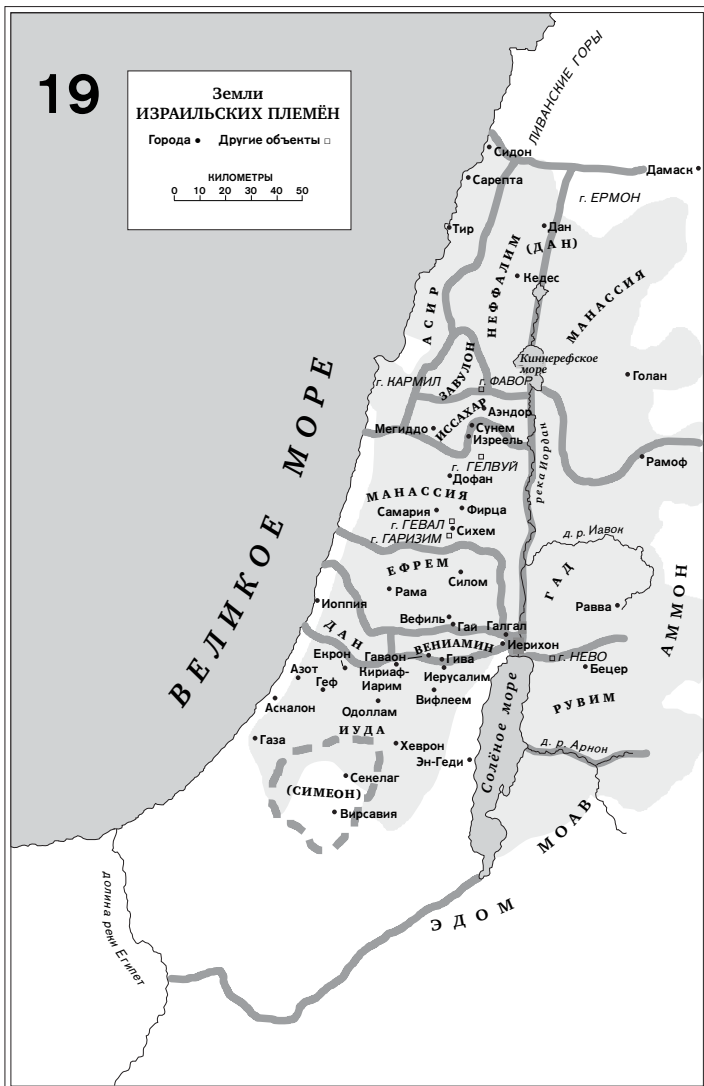 19
Земли
ИЗРАИЛЬСКИХ ПЛЕМЁН
Города • Другие объекты □
КИЛОМЕТРЫ
0 10 20 30 40 50
ЛИВАНСКИЕ ГОРЫ
Сидон
Дамаск
Сарепта
г. ЕРМОН
Тир
Дан
(ДАН)
Кедес
НЕФФАЛИМ
АСИР
МАНАССИЯ
ЗАВУЛОН
Киннерефское
море
Голан
г. КАРМИЛ
г. ФАВОР
ИССАХАР
Аэндор
Мегиддо
Сунем
Изреель
Рамоф
г. ГЕЛВУЙ
Дофан
река Иордан
МАНАССИЯ
Самария
Фирца
г. ГЕВАЛ
Сихем
г. ГАРИЗИМ
д. р. Иавок
ЕФРЕМ
Силом
ГАД
Рама
Равва
АММОН
Иоппия
Вефиль
Гай
Галгал
ДАН
ВЕНИАМИН
Иерихон
Екрон
Гаваон
Гива
г. НЕВО
Азот
Кириаф-
Иарим
Иерусалим
Бецер
Геф
Вифлеем
Аскалон
Одоллам
РУВИМ
ИУДА
Газа
Хеврон
Эн-Геди
Солёное море
д. р. Арнон
Секелаг
(СИМЕОН)
Вирсавия
МОАВ
ВЕЛИКОЕ МОРЕ
ЭДОМ
долина реки Египет